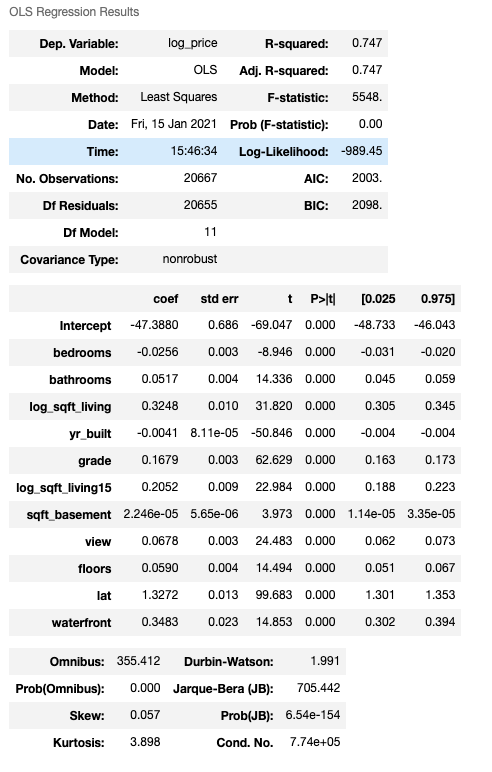 OLS Regression Results
Dep. Variable: log_price R-squared: 0.747
Model: OLS Adj. R-squared: 0.747
Method: Least Squares F-statistic: 5548.
Date: Fri, 15 Jan 2021 Prob (F-statistic): 0.00
Time: 15:46:34 Log-Likelihood: -989.45
No. Observations: 20667 AIC: 2003.
Df Residuals: 20655 BIC: 2098.
Df Model: 11
Covariance Type: nonrobust
coef std err t P>|t| [0.025 0.975]
Intercept -47.3880 0.686 -69.047 0.000 -48.733 -46.043
bedrooms -0.0256 0.003 -8.946 0.000 -0.031 -0.020
bathrooms 0.0517 0.004 14.336 0.000 0.045 0.059
log_sqft_living 0.3248 0.010 31.820 0.000 0.305 0.345
yr_built -0.0041 8.11e-05 -50.846 0.000 -0.004 -0.004
grade 0.1679 0.003 62.629 0.000 0.163 0.173
log_sqft_living15 0.2052 0.009 22.984 0.000 0.188 0.223
sqft_basement 2.246e-05 5.65e-06 3.973 0.000 1.14e-05 3.35e-05
view 0.0678 0.003 24.483 0.000 0.062 0.073
floors 0.0590 0.004 14.494 0.000 0.051 0.067
lat 1.3272 0.013 99.683 0.000 1.301 1.353
waterfront 0.3483 0.023 14.853 0.000 0.302 0.394
Omnibus: 355.412 Durbin-Watson: 1.991
Prob(Omnibus): 0.000 Jarque-Bera (JB): 705.442
Skew: 0.057 Prob(JB): 6.54e-154
Kurtosis: 3.898 Cond. No. 7.74e+05